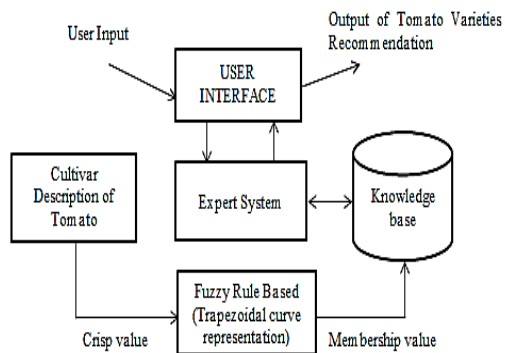 User Input
Output of Tomato Varieties
Recommendation
USER
INTERFACE
Cultivar
Description of
Tomato
Expert System
Knowledge
base
Fuzzy Rule Based
(Trapezoidal curve
representation)
Crisp value
Membership value